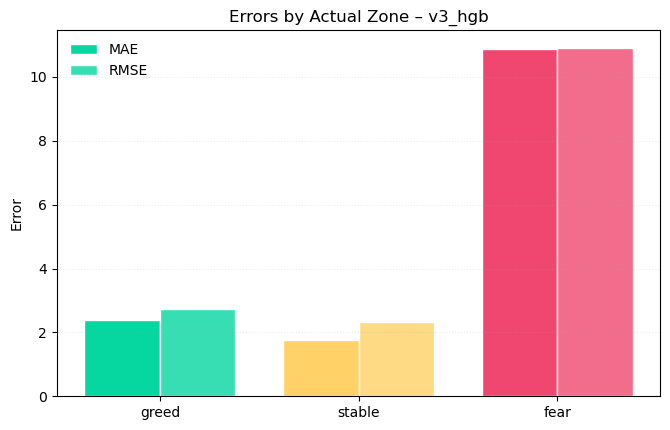 Errors by Actual Zone – v3_hgb
MAE
RMSE
Error
10
8
6
4
2
0
greed
stable
fear